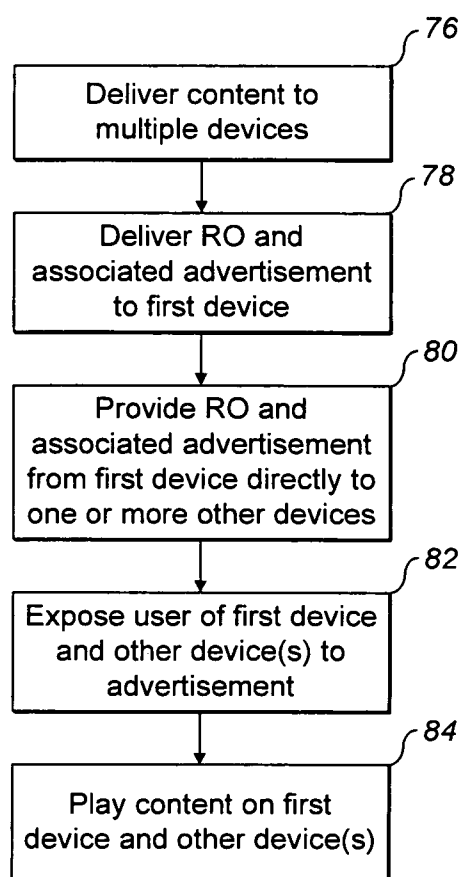 76
Deliver content to
multiple devices
78
Deliver RO and
associated advertisement
to first device
80
Provide RO and
associated advertisement
from first device directly to
one or more other devices
82
Expose user of first device
and other device(s) to
advertisement
84
Play content on first
device and other device(s)